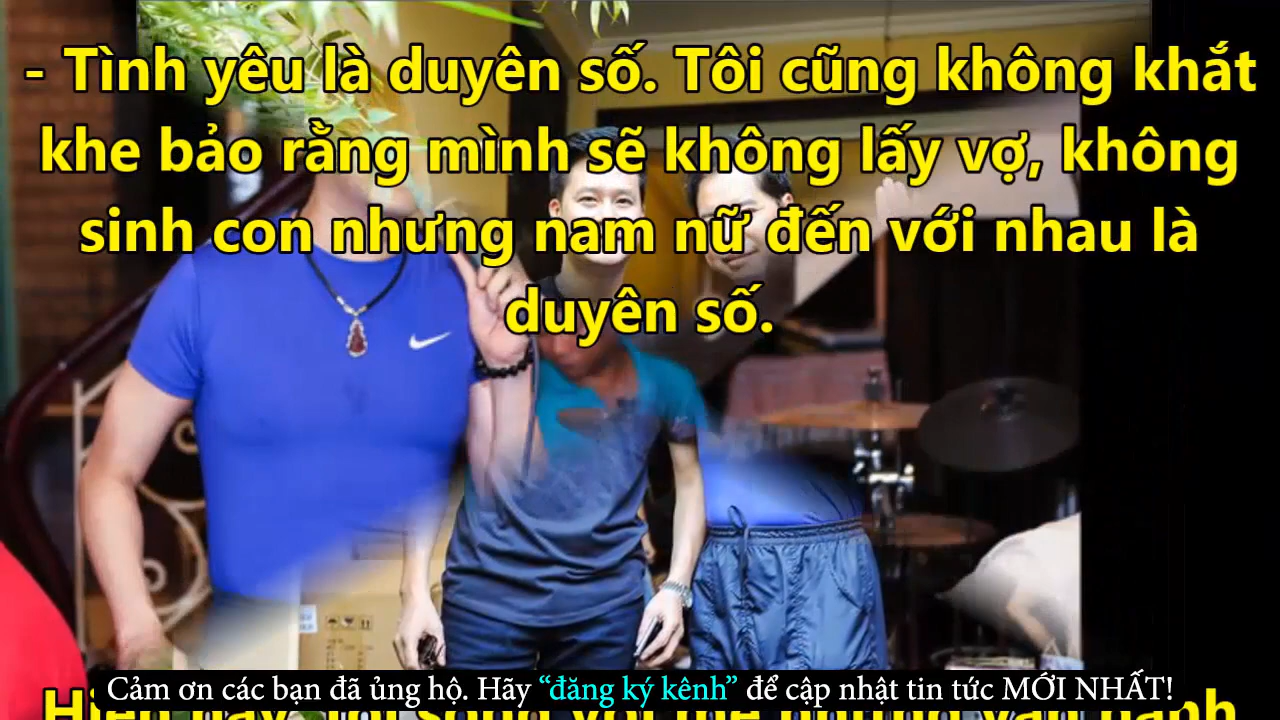 - Tình yêu là duyên số. Tôi cũng không khắt
khe bảo rằng mình sẽ không lấy vợ, không
sinh con nhưng nam nữ đến với nhau là
duyên số.
Cảm ơn các bạn đã ủng hộ. Hãy “đăng ký kênh” để cập nhật tin tức MỚI NHẤT!